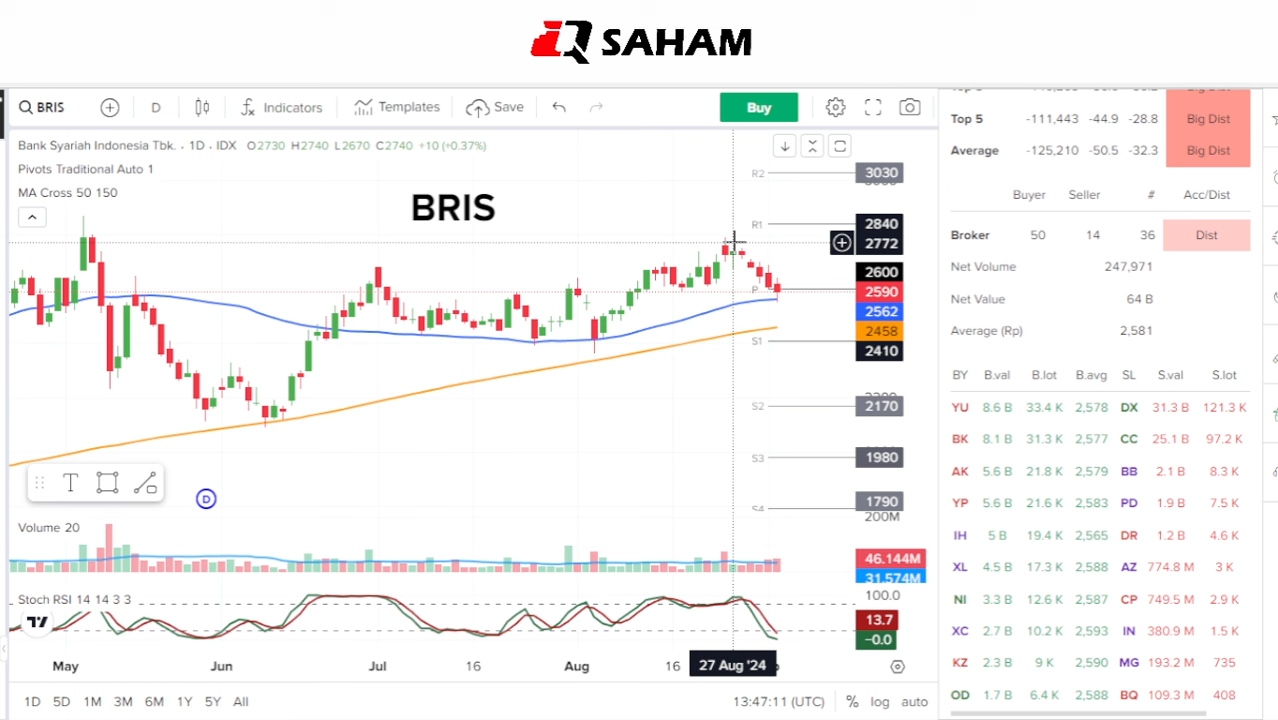 iQ SAHAM
BRIS
D
Indicators
Templates
Save
Buy
Bank Syariah Indonesia Tbk. · 1D · IDX O2730 H2740 L2670 C2740 +10 (+0.37%)
Pivots Traditional Auto 1
MA Cross 50 150
BRIS
R2
3030
R1
2840
2772
2600
P
2590
2562
2458
S1
2410
S2
2170
S3
1980
S4
1790
200M
D
Volume 20
46.144M
31.574M
Stoch RSI 14 14 3 3
100.0
13.7
−0.0
May
Jun
Jul
16
Aug
16
27 Aug '24
1D 5D 1M 3M 6M 1Y 5Y All
13:47:11 (UTC)
% log auto
Top 5 -111,443 -44.9 -28.8 Big Dist
Average -125,210 -50.5 -32.3 Big Dist
Buyer Seller # Acc/Dist
Broker 50 14 36 Dist
Net Volume 247,971
Net Value 64 B
Average (Rp) 2,581
BY B.val B.lot B.avg SL S.val S.lot
YU 8.6 B 33.4 K 2,578 DX 31.3 B 121.3 K
BK 8.1 B 31.3 K 2,577 CC 25.1 B 97.2 K
AK 5.6 B 21.8 K 2,579 BB 2.1 B 8.3 K
YP 5.6 B 21.6 K 2,583 PD 1.9 B 7.5 K
IH 5 B 19.4 K 2,565 DR 1.2 B 4.6 K
XL 4.5 B 17.3 K 2,588 AZ 774.8 M 3 K
NI 3.3 B 12.6 K 2,587 CP 749.5 M 2.9 K
XC 2.7 B 10.2 K 2,593 IN 380.9 M 1.5 K
KZ 2.3 B 9 K 2,590 MG 193.2 M 735
OD 1.7 B 6.4 K 2,588 BQ 109.3 M 408